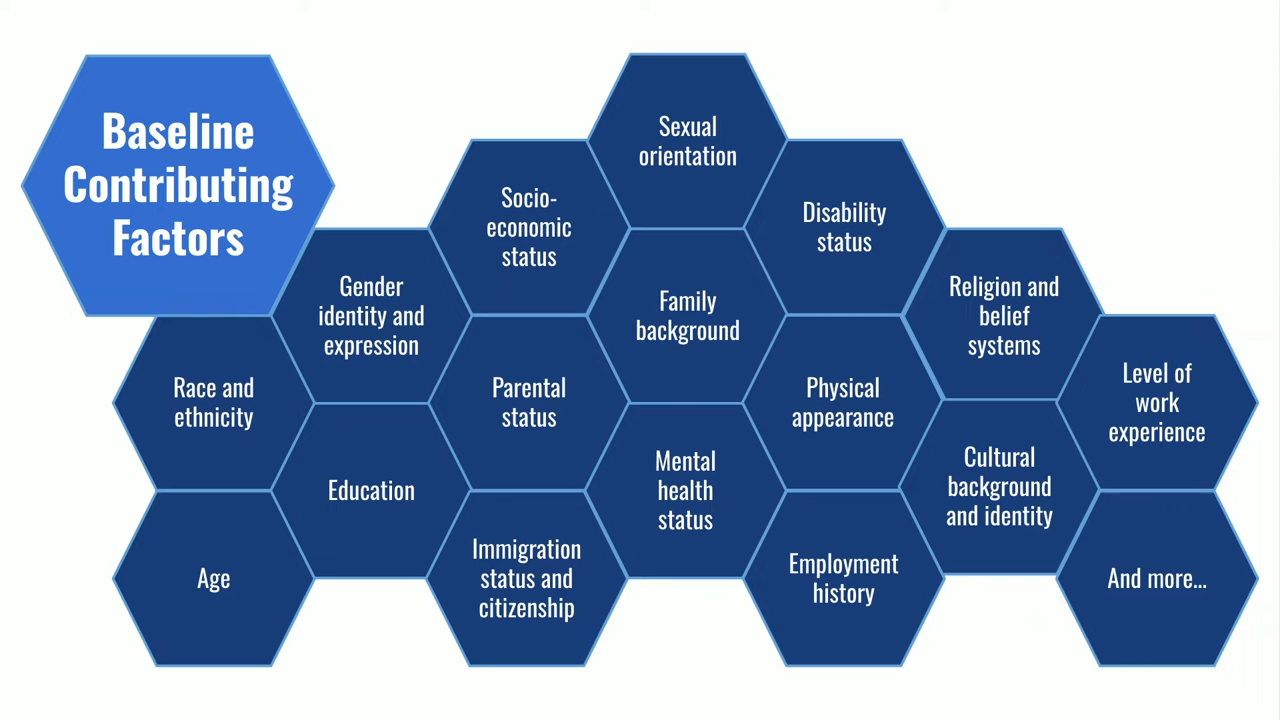 Baseline
Contributing
Factors
Sexual
orientation
Socio-
economic
status
Disability
status
Gender
identity and
expression
Family
background
Religion and
belief
systems
Race and
ethnicity
Parental
status
Physical
appearance
Level of
work
experience
Education
Mental
health
status
Cultural
background
and identity
Age
Immigration
status and
citizenship
Employment
history
And more...